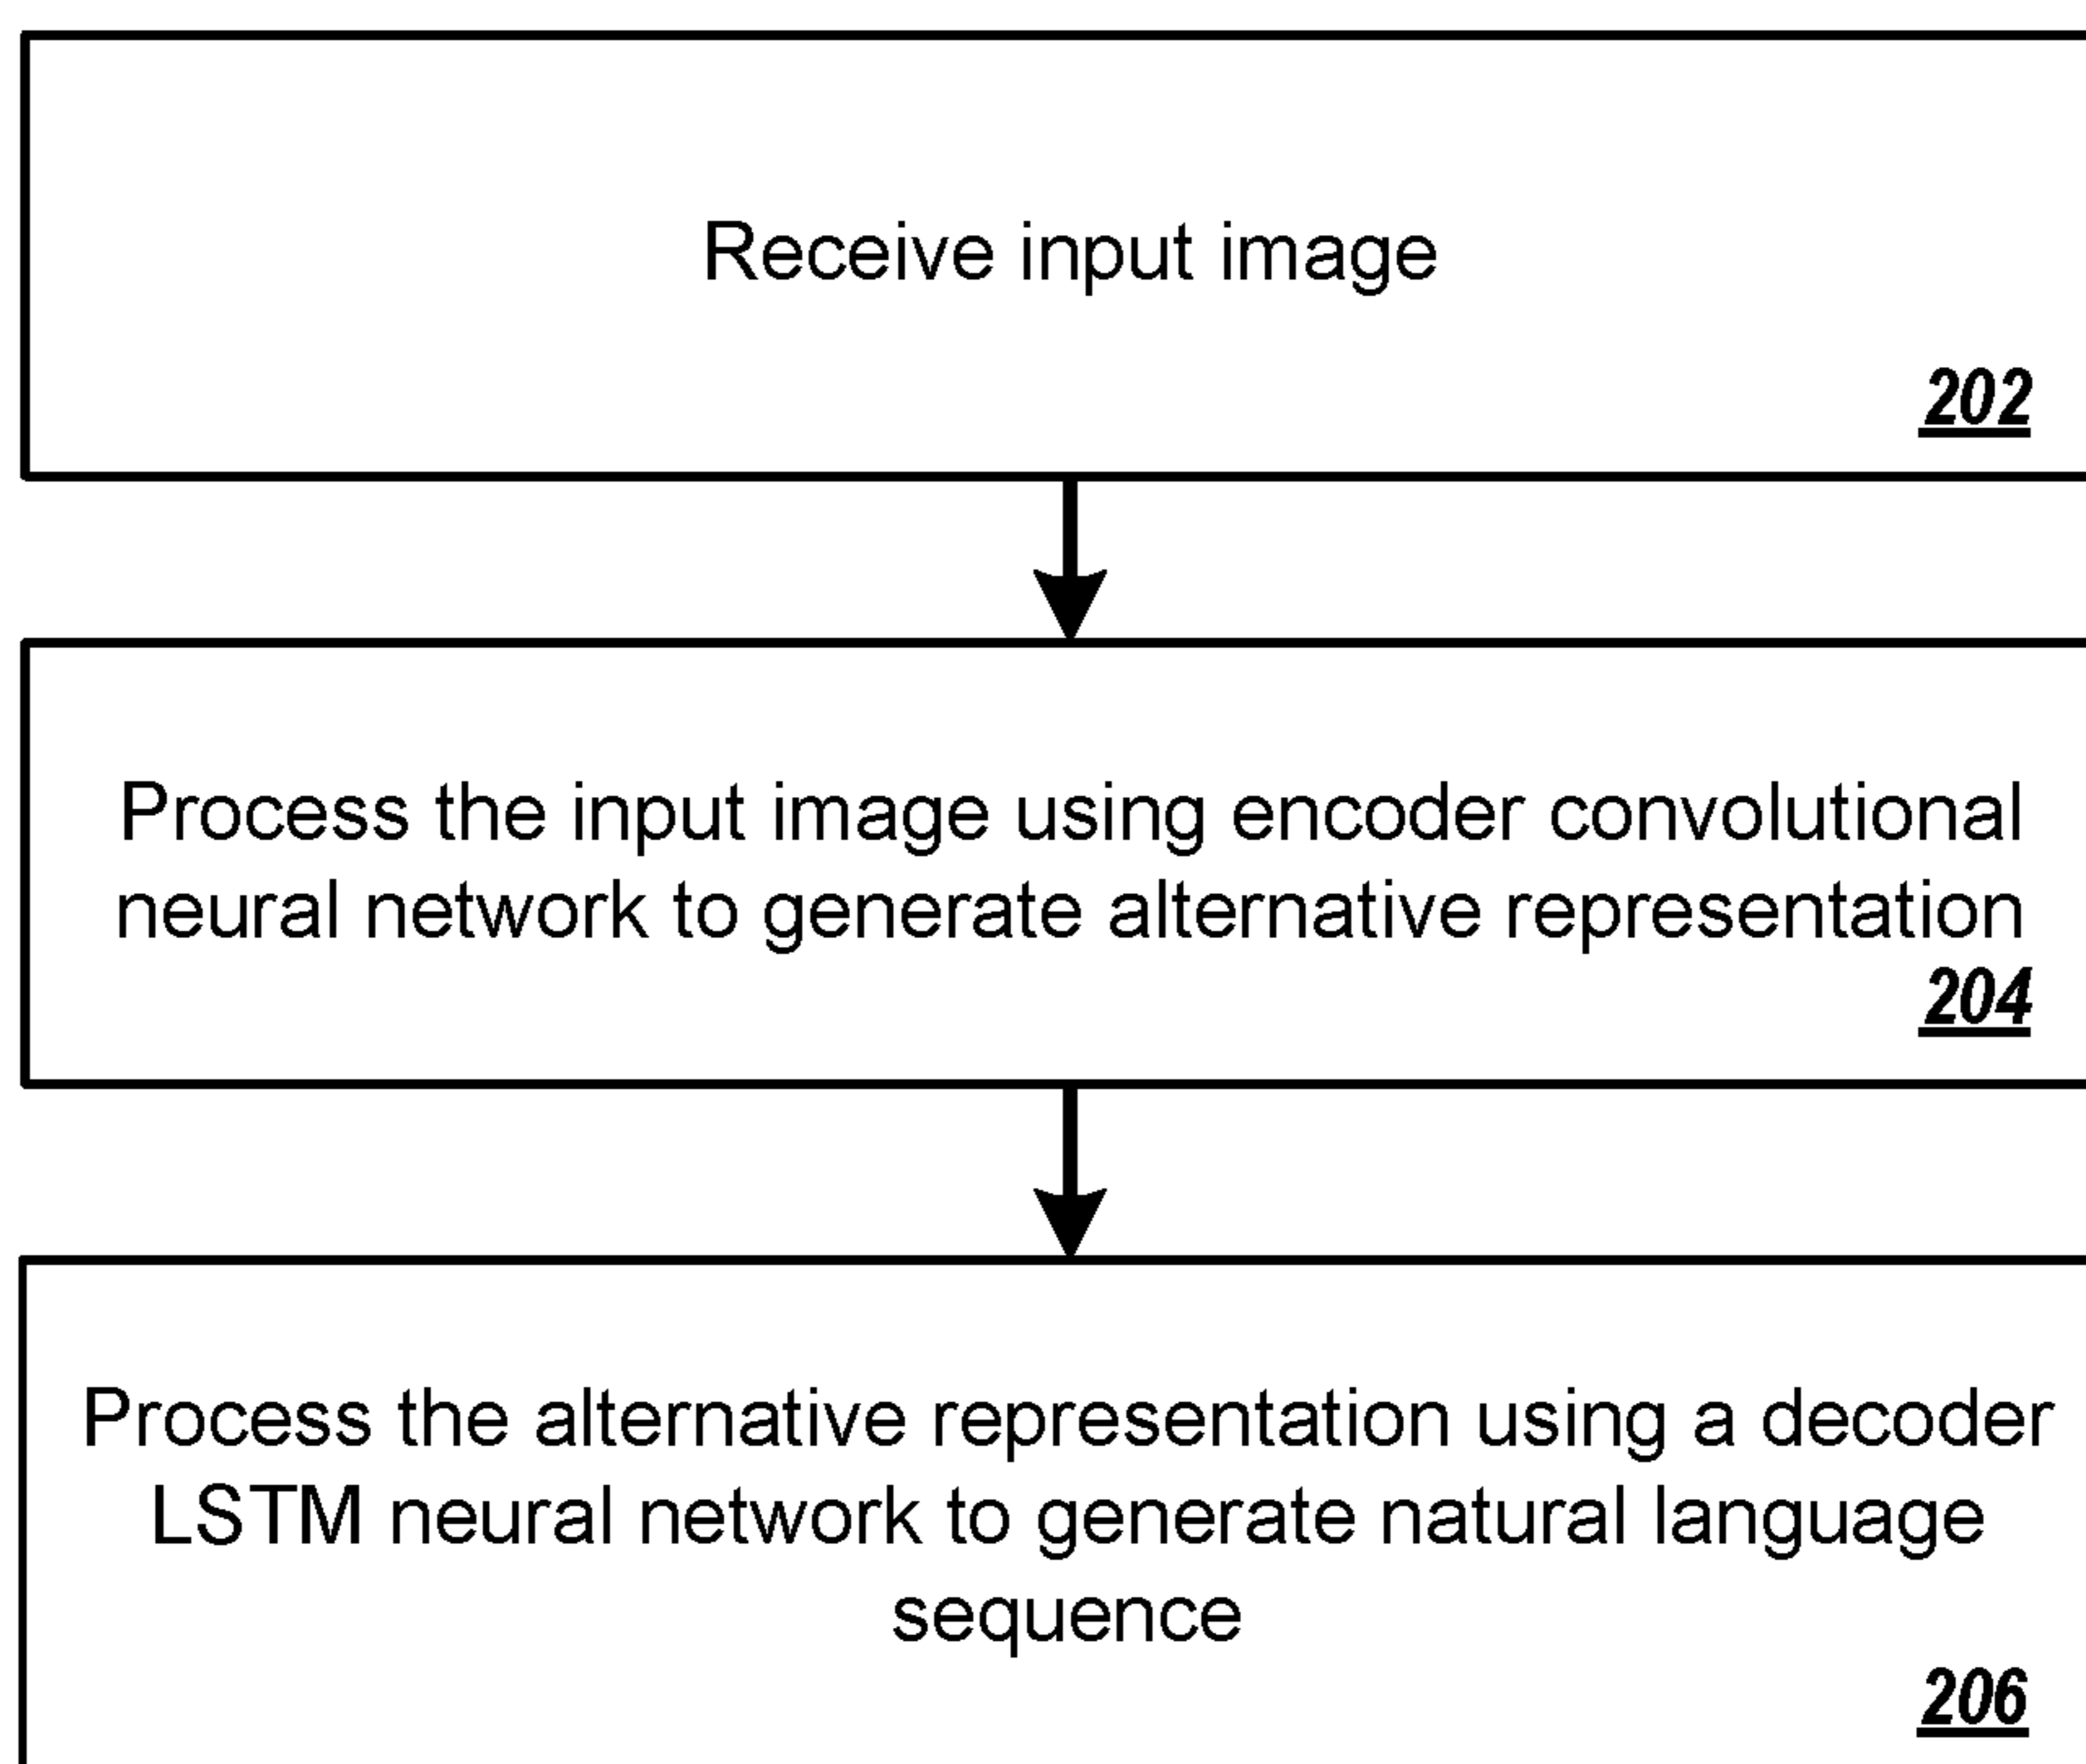 Receive input image
202
Process the input image using encoder convolutional
neural network to generate alternative representation
204
Process the alternative representation using a decoder
LSTM neural network to generate natural language
sequence
206